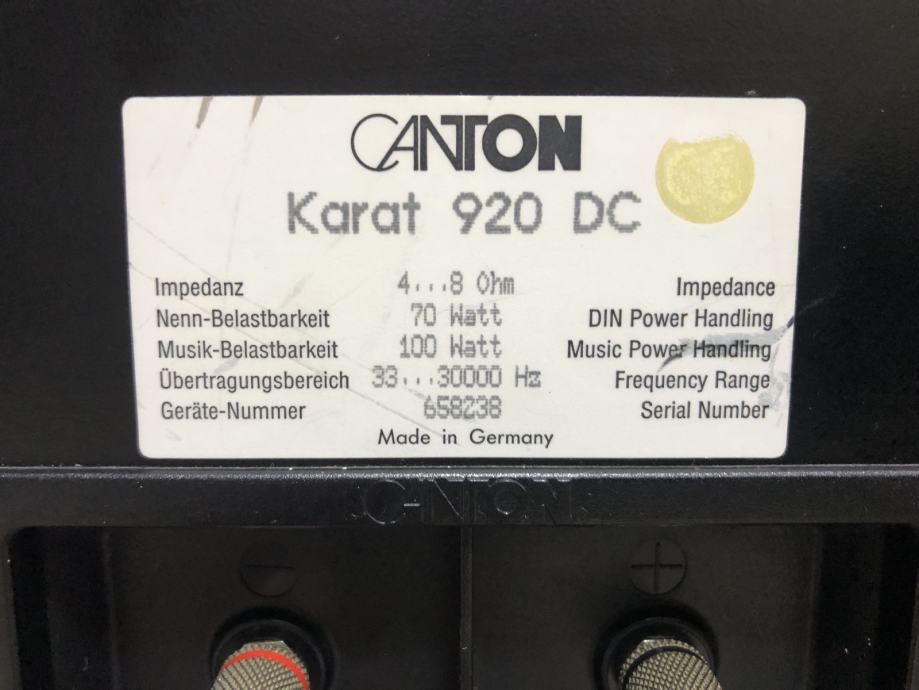 CANTON
Karat 920 DC
Impedanz 4...8 Ohm Impedance
Nenn-Belastbarkeit 70 Watt DIN Power Handling
Musik-Belastbarkeit 100 Watt Music Power Handling
Übertragungsbereich 33...30000 Hz Frequency Range
Geräte-Nummer 658238 Serial Number
Made in Germany
CANTON
− +